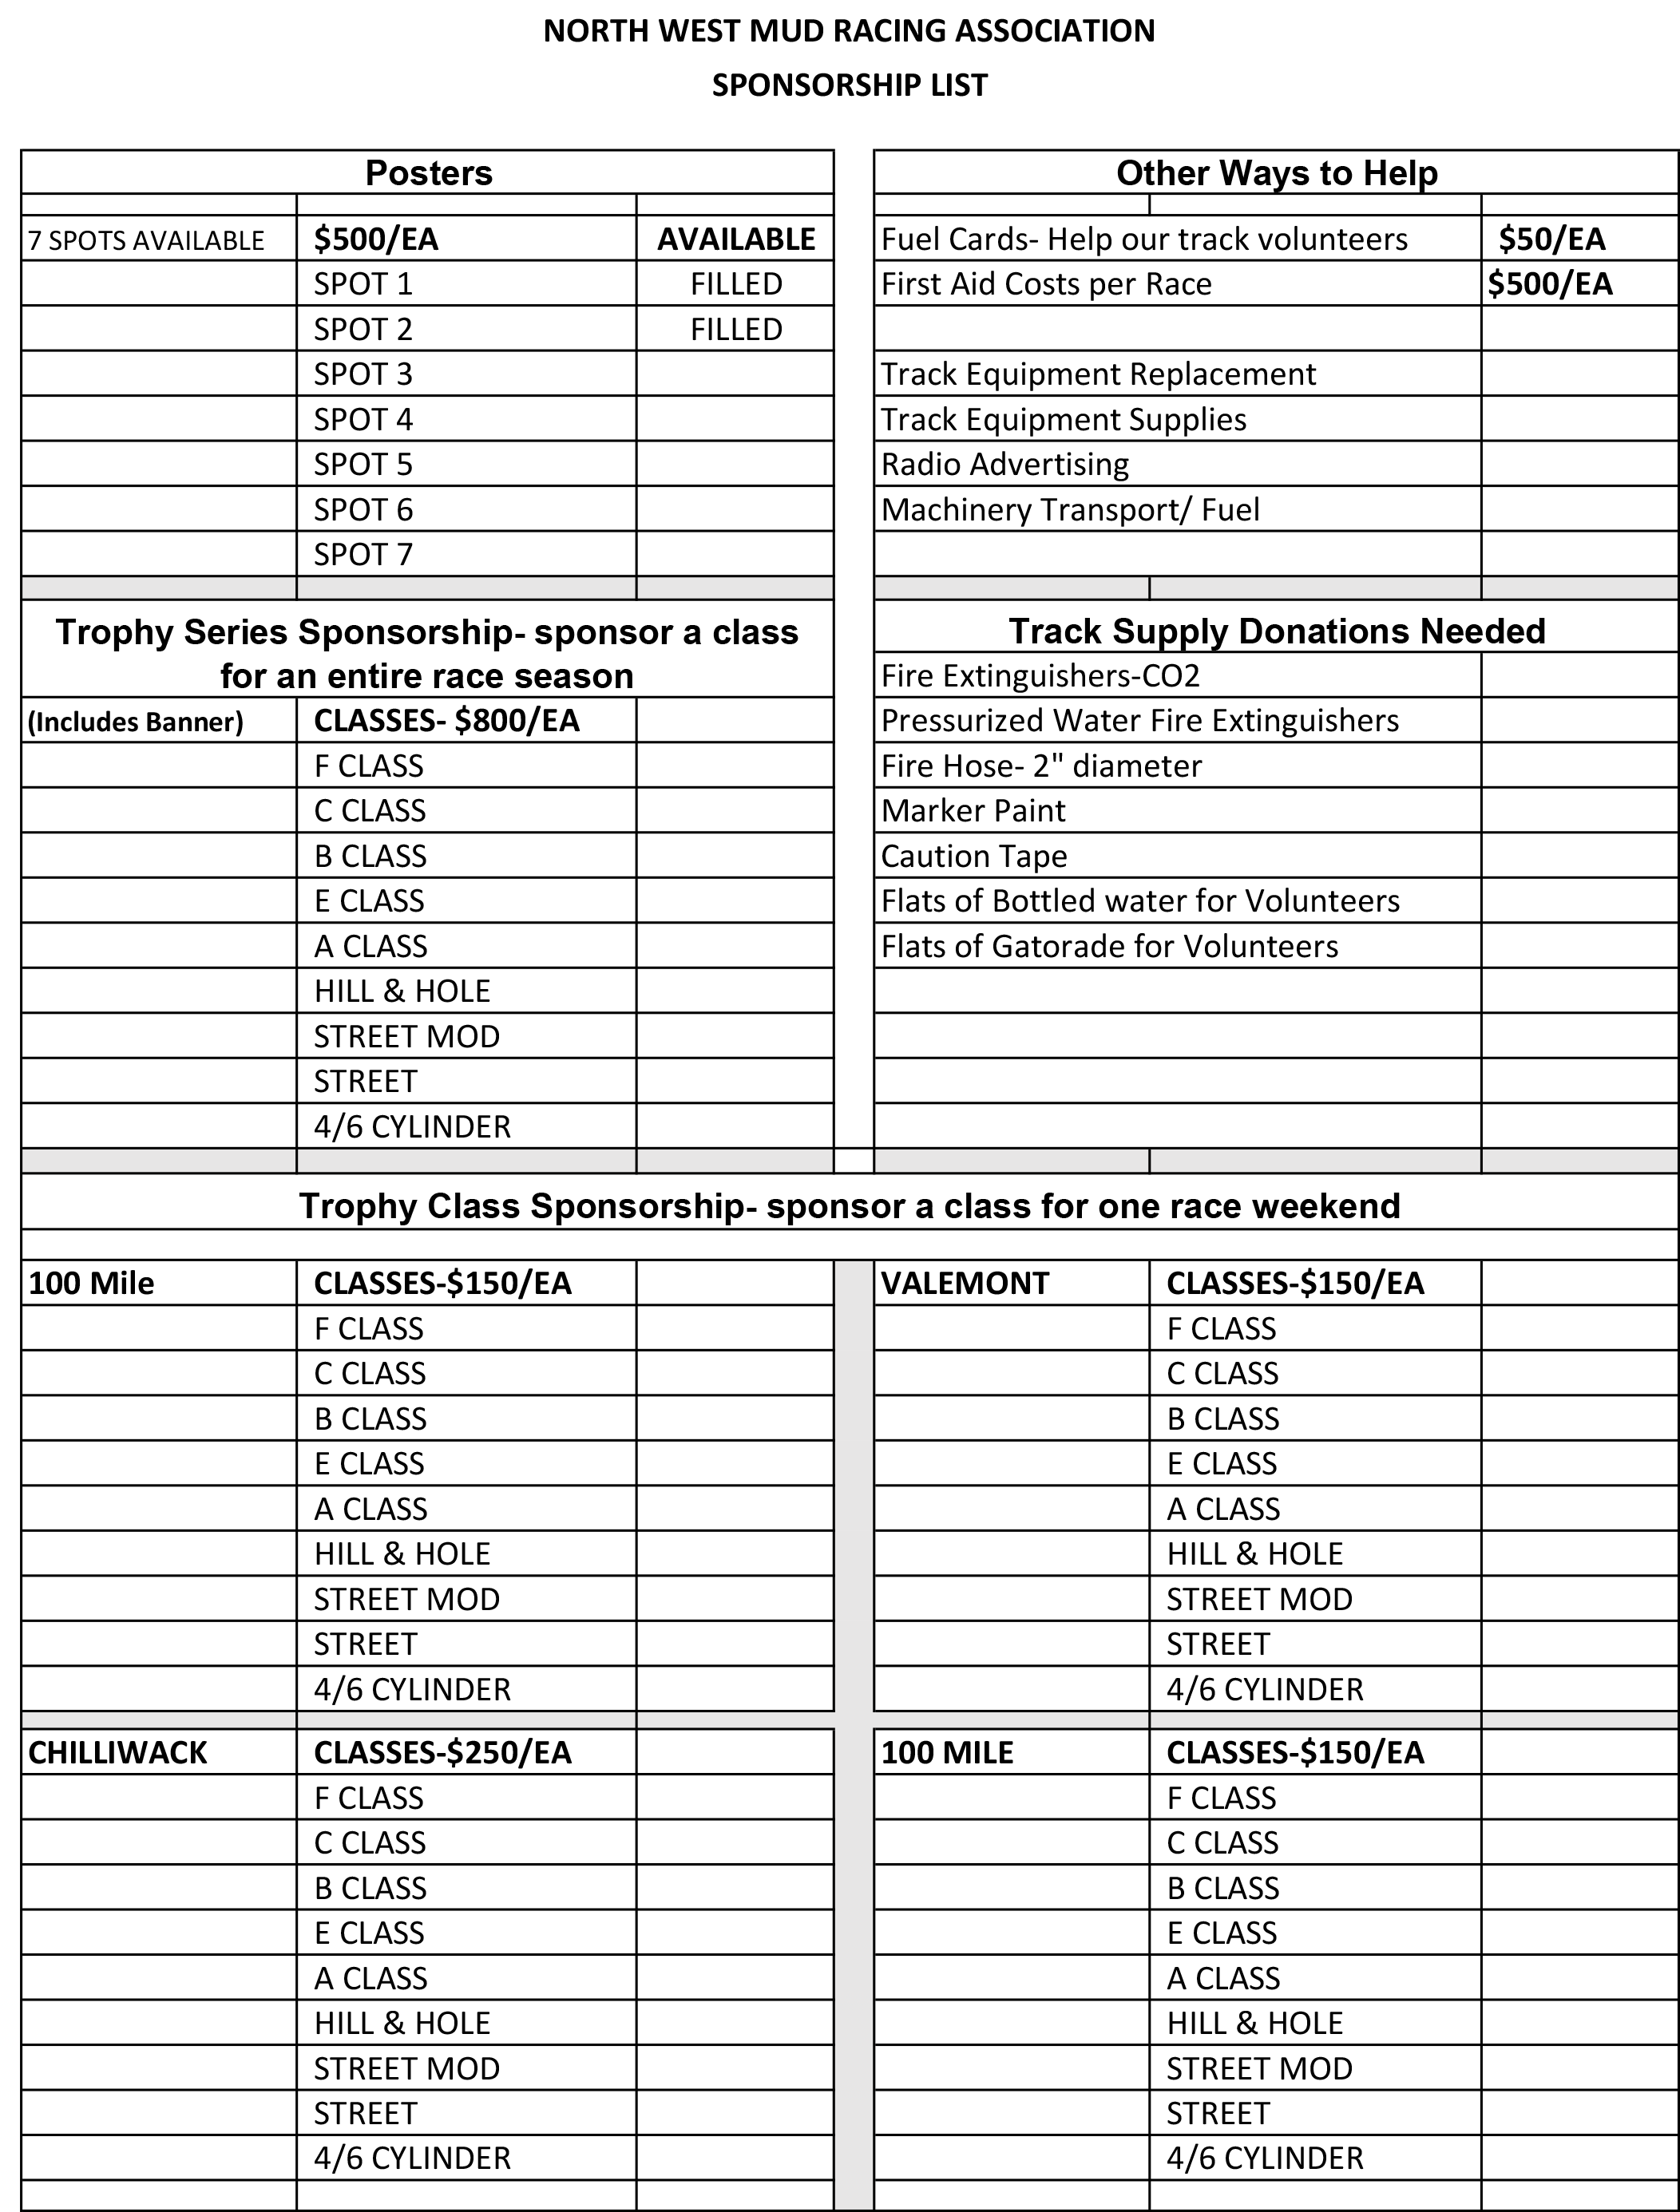 NORTH WEST MUD RACING ASSOCIATION
SPONSORSHIP LIST
Posters
7 SPOTS AVAILABLE $500/EA AVAILABLE
SPOT 1 FILLED
SPOT 2 FILLED
SPOT 3
SPOT 4
SPOT 5
SPOT 6
SPOT 7
Other Ways to Help
Fuel Cards- Help our track volunteers $50/EA
First Aid Costs per Race $500/EA
Track Equipment Replacement
Track Equipment Supplies
Radio Advertising
Machinery Transport/ Fuel
Trophy Series Sponsorship- sponsor a class
for an entire race season
(Includes Banner) CLASSES- $800/EA
F CLASS
C CLASS
B CLASS
E CLASS
A CLASS
HILL & HOLE
STREET MOD
STREET
4/6 CYLINDER
Track Supply Donations Needed
Fire Extinguishers-CO2
Pressurized Water Fire Extinguishers
Fire Hose- 2" diameter
Marker Paint
Caution Tape
Flats of Bottled water for Volunteers
Flats of Gatorade for Volunteers
Trophy Class Sponsorship- sponsor a class for one race weekend
100 Mile CLASSES-$150/EA
F CLASS
C CLASS
B CLASS
E CLASS
A CLASS
HILL & HOLE
STREET MOD
STREET
4/6 CYLINDER
VALEMONT CLASSES-$150/EA
F CLASS
C CLASS
B CLASS
E CLASS
A CLASS
HILL & HOLE
STREET MOD
STREET
4/6 CYLINDER
CHILLIWACK CLASSES-$250/EA
F CLASS
C CLASS
B CLASS
E CLASS
A CLASS
HILL & HOLE
STREET MOD
STREET
4/6 CYLINDER
100 MILE CLASSES-$150/EA
F CLASS
C CLASS
B CLASS
E CLASS
A CLASS
HILL & HOLE
STREET MOD
STREET
4/6 CYLINDER